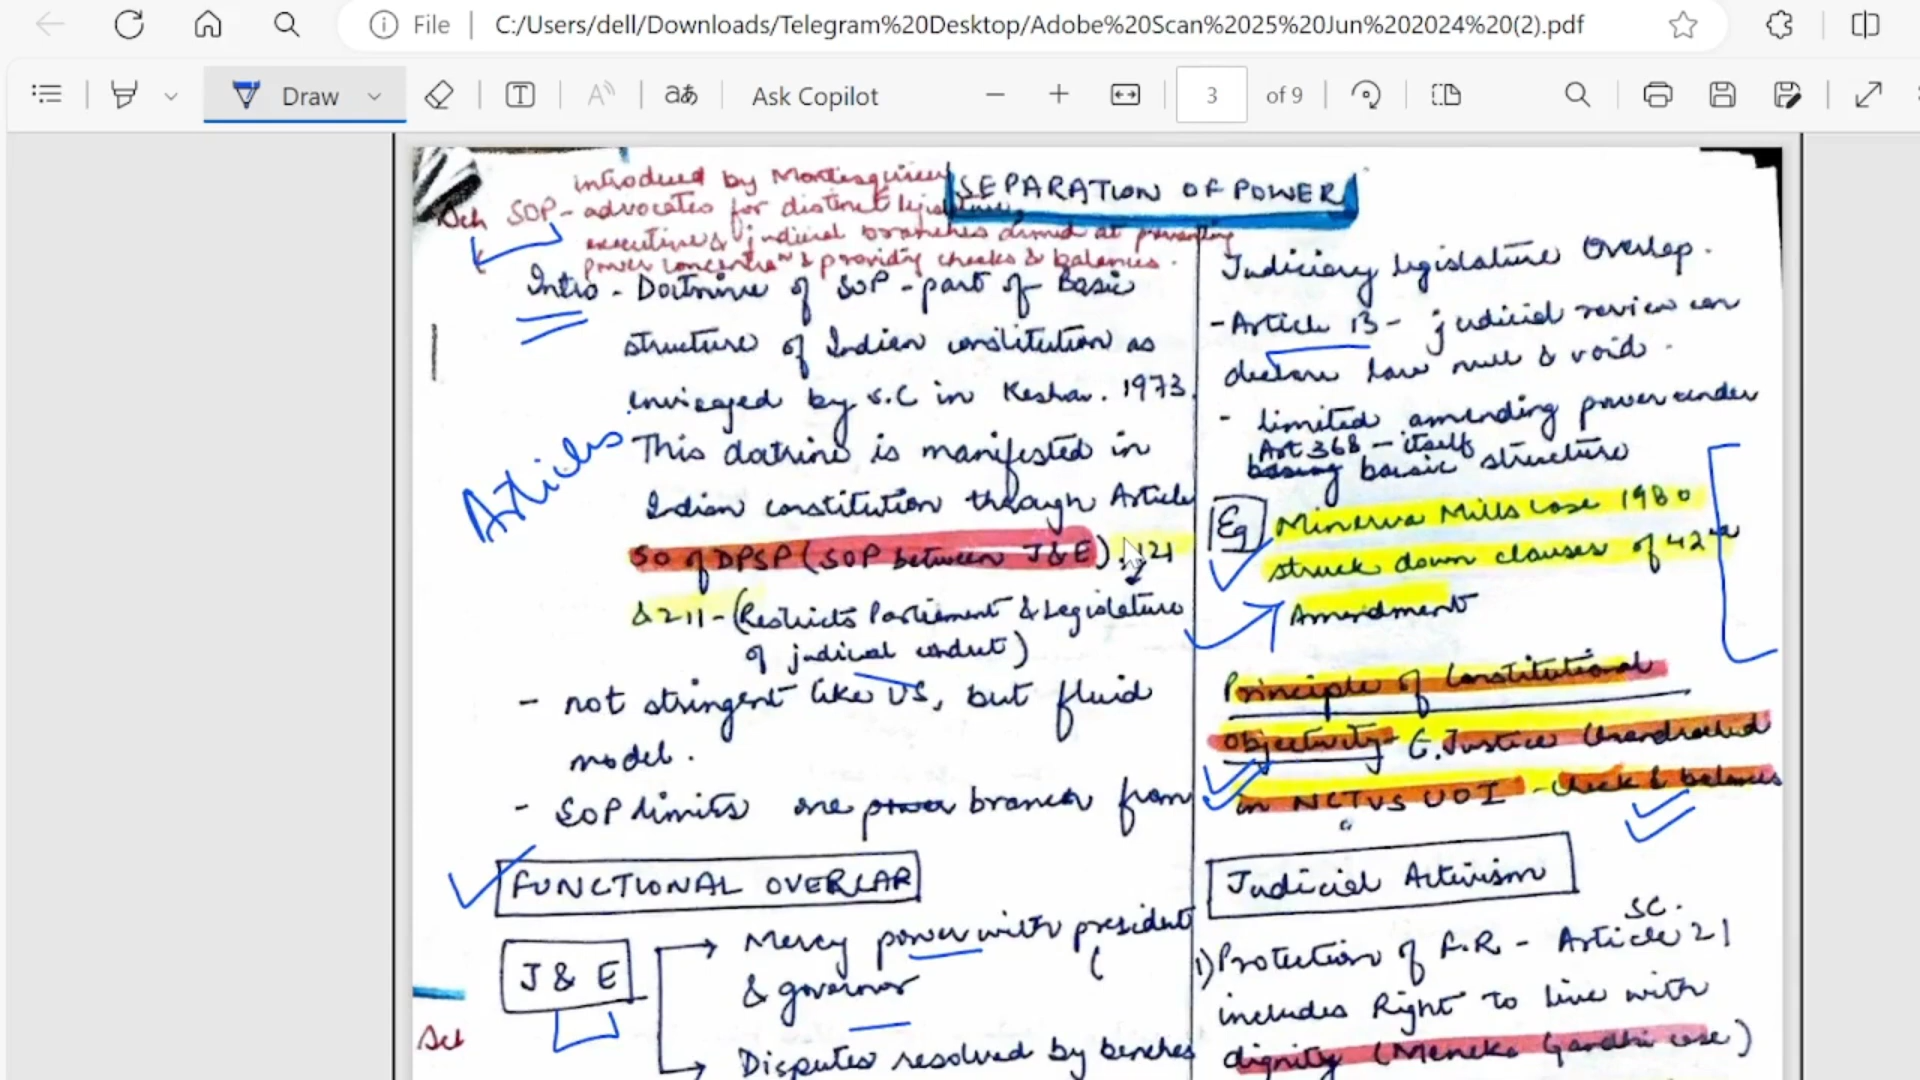 File
C:/Users/dell/Downloads/Telegram%20Desktop/Adobe%20Scan%2025%20Jun%202024%20(2).pdf
Draw
aあ
Ask Copilot
3 of 9
SEPARATION OF POWER
introduced by Montesquieu
SOP - advocates for distinct legislature,
executive & judicial branches aimed at preventing
power concentran & providing checks & balances.
Intro - Doctrine of SOP - part of Basic
structure of Indian constitution as
envisaged by S.C in Keshav. 1973.
Articles
This doctrine is manifested in
Indian constitution through Article
50 of DPSP (SOP between J&E), 121
& 211 - (Restricts Parliament & Legislature
of judicial conduct)
- not stringent like US, but fluid
model.
- SOP limits one power branch from
FUNCTIONAL OVERLAP
J & E
Mercy power with president
& governor
Disputes resolved by benches
Judiciary legislature Overlap.
- Article 13 - judicial review can
declare law null & void.
- limited amending power under
Art 368 - itself
basic structure
Eg Minerva Mills Case 1980
struck down clauses of 42nd
Amendment
Principle of Constitutional
Objectivity - C. Justice Chandrachud
in NCT vs UOI - check & balances
Judicial Activism
SC.
1) Protection of F.R - Article 21
includes Right to live with
dignity (Meneka Gandhi case)